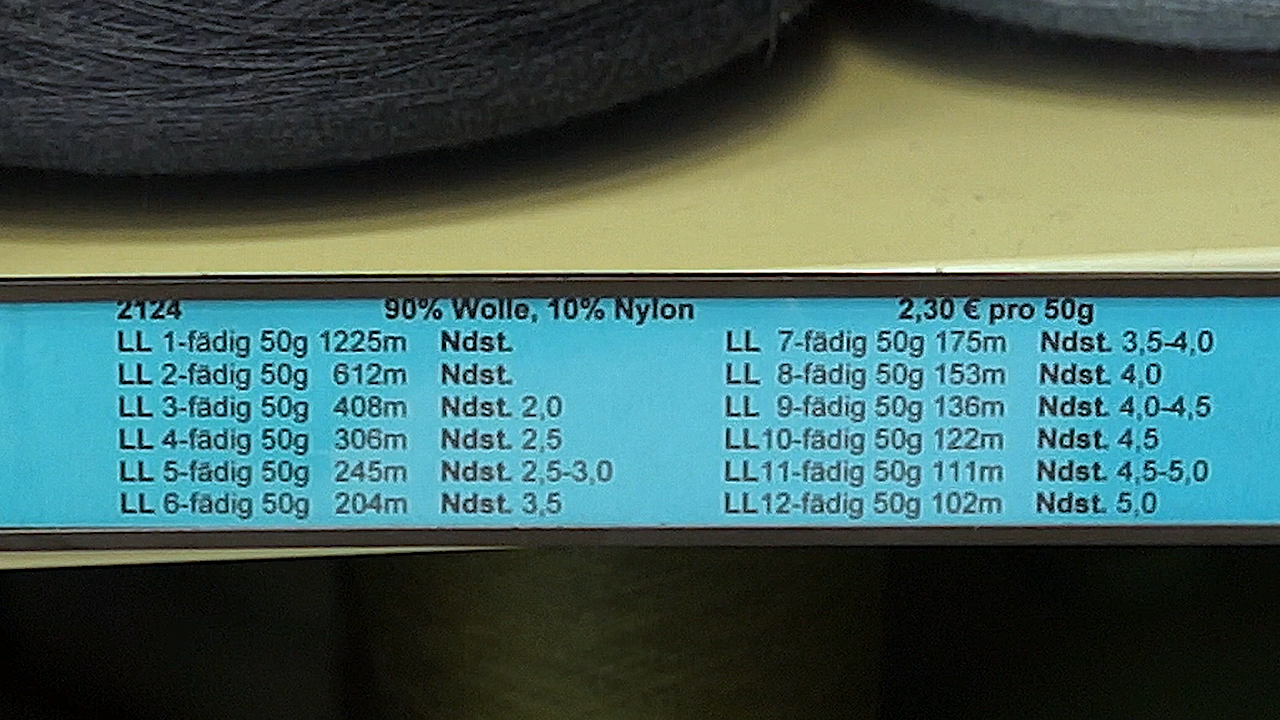 2124 90% Wolle, 10% Nylon 2,30 € pro 50g
LL 1-fädig 50g 1225m Ndst. LL 7-fädig 50g 175m Ndst. 3,5-4,0
LL 2-fädig 50g 612m Ndst. LL 8-fädig 50g 153m Ndst. 4,0
LL 3-fädig 50g 408m Ndst. 2,0 LL 9-fädig 50g 136m Ndst. 4,0-4,5
LL 4-fädig 50g 306m Ndst. 2,5 LL10-fädig 50g 122m Ndst. 4,5
LL 5-fädig 50g 245m Ndst. 2,5-3,0 LL11-fädig 50g 111m Ndst. 4,5-5,0
LL 6-fädig 50g 204m Ndst. 3,5 LL12-fädig 50g 102m Ndst. 5,0